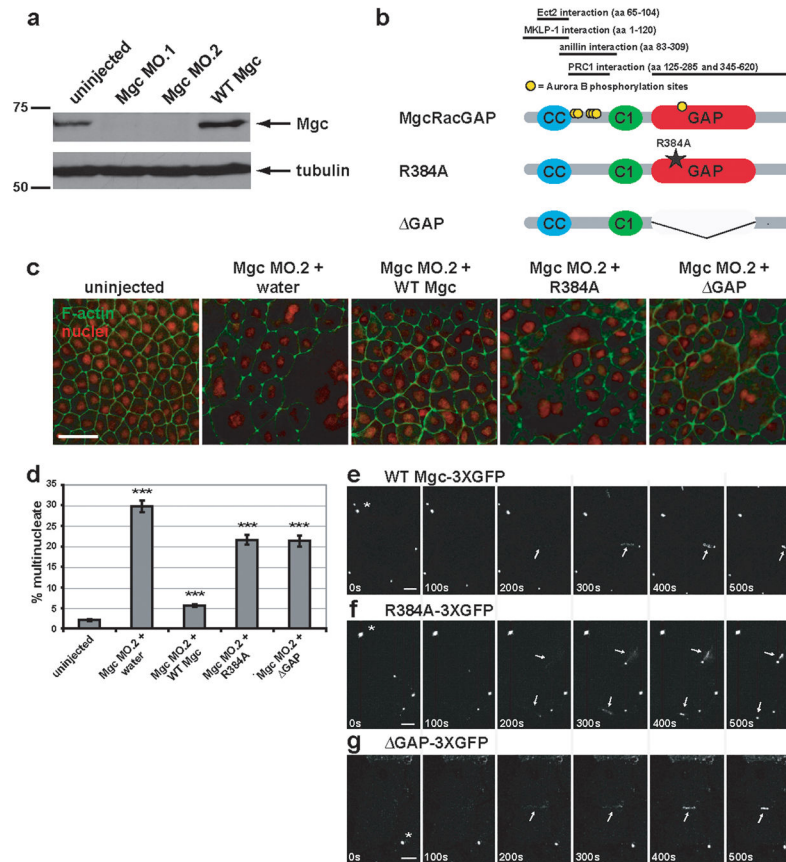 a
uninjected
Mgc MO.1
Mgc MO.2
WT Mgc
75
Mgc
tubulin
50
b
Ect2 interaction (aa 65-104)
MKLP-1 interaction (aa 1-120)
anillin interaction (aa 83-309)
PRC1 interaction (aa 125-285 and 345-620)
= Aurora B phosphorylation sites
MgcRacGAP
CC
C1
GAP
R384A
R384A
CC
C1
GAP
ΔGAP
CC
C1
c
uninjected
Mgc MO.2 + water
Mgc MO.2 + WT Mgc
Mgc MO.2 + R384A
Mgc MO.2 + ΔGAP
F-actin
nuclei
d
% multinucleate
35
30
25
20
15
10
5
0
***
***
***
***
uninjected
Mgc MO.2 + water
Mgc MO.2 + WT Mgc
Mgc MO.2 + R384A
Mgc MO.2 + ΔGAP
e WT Mgc-3XGFP
*
0s
100s
200s
300s
400s
500s
f R384A-3XGFP
*
0s
100s
200s
300s
400s
500s
g ΔGAP-3XGFP
*
0s
100s
200s
300s
400s
500s